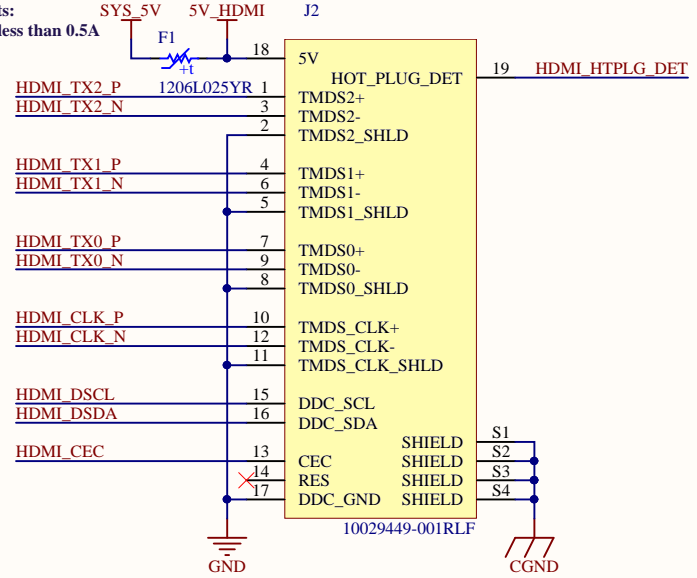 ts: SYS_5V 5V_HDMI J2
less than 0.5A
F1
18 5V
+t
HOT_PLUG_DET 19 HDMI_HTPLG_DET
HDMI_TX2_P 1206L025YR 1 TMDS2+
HDMI_TX2_N 3 TMDS2-
2 TMDS2_SHLD
HDMI_TX1_P 4 TMDS1+
HDMI_TX1_N 6 TMDS1-
5 TMDS1_SHLD
HDMI_TX0_P 7 TMDS0+
HDMI_TX0_N 9 TMDS0-
8 TMDS0_SHLD
HDMI_CLK_P 10 TMDS_CLK+
HDMI_CLK_N 12 TMDS_CLK-
11 TMDS_CLK_SHLD
HDMI_DSCL 15 DDC_SCL
HDMI_DSDA 16 DDC_SDA
SHIELD S1
HDMI_CEC 13 CEC SHIELD S2
14 RES SHIELD S3
17 DDC_GND SHIELD S4
10029449-001RLF
GND CGND